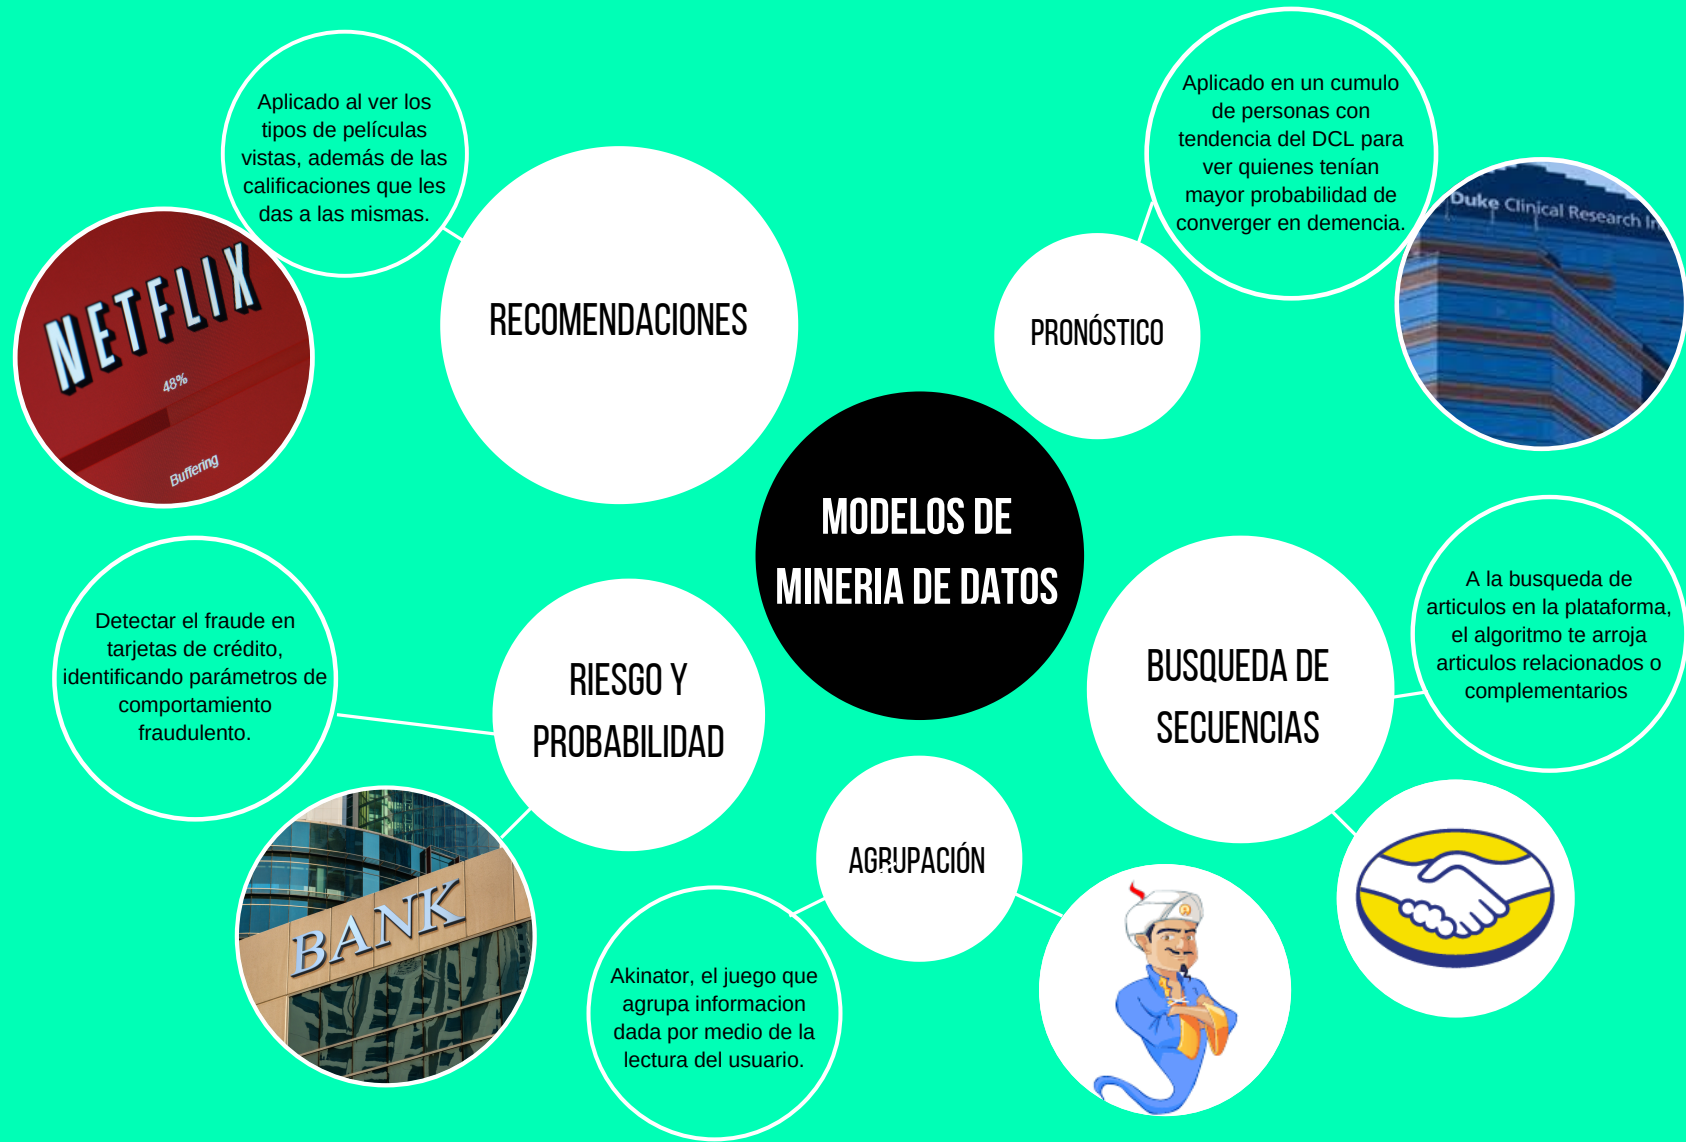 Aplicado al ver los
tipos de películas
vistas, además de las
calificaciones que les
das a las mismas.
NETFLIX
48%
Buffering
RECOMENDACIONES
Aplicado en un cumulo
de personas con
tendencia del DCL para
ver quienes tenían
mayor probabilidad de
converger en demencia.
Duke Clinical Research In
PRONÓSTICO
MODELOS DE
MINERIA DE DATOS
Detectar el fraude en
tarjetas de crédito,
identificando parámetros de
comportamiento
fraudulento.
RIESGO Y
PROBABILIDAD
BANK
BUSQUEDA DE
SECUENCIAS
A la busqueda de
articulos en la plataforma,
el algoritmo te arroja
articulos relacionados o
complementarios
AGRUPACIÓN
Akinator, el juego que
agrupa informacion
dada por medio de la
lectura del usuario.